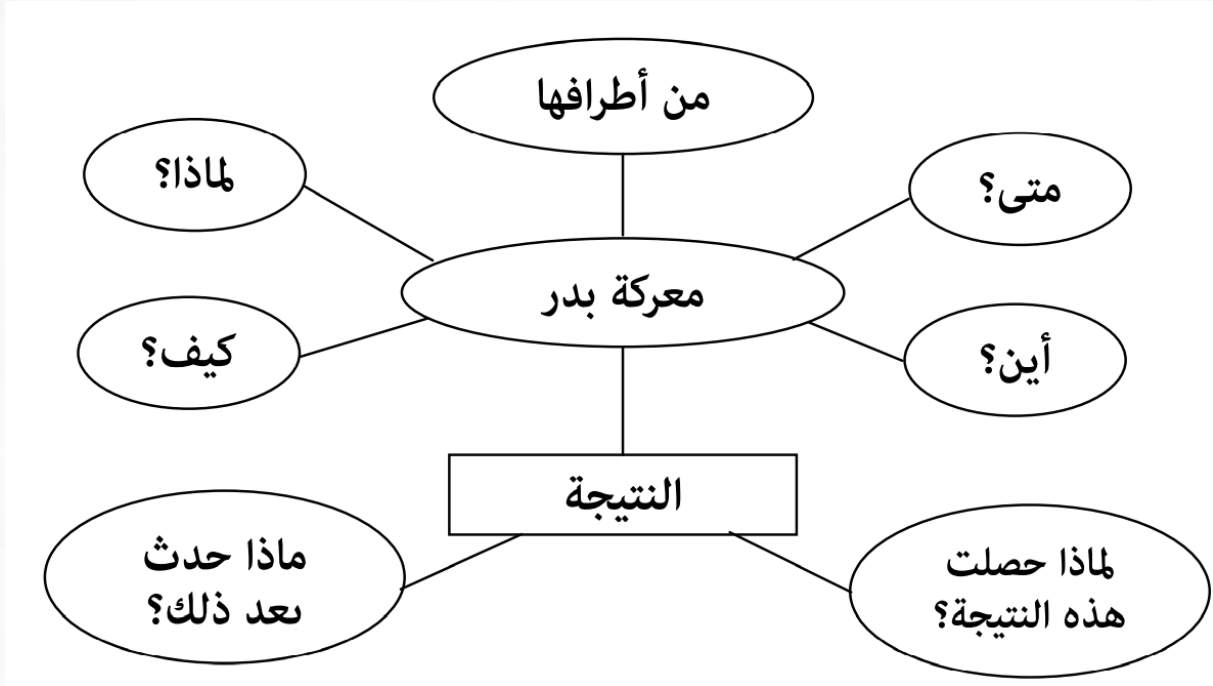 من أطرافها
متى؟
لماذا؟
معركة بدر
أين؟
كيف؟
النتيجة
لماذا حصلت
هذه النتيجة؟
ماذا حدث
بعد ذلك؟